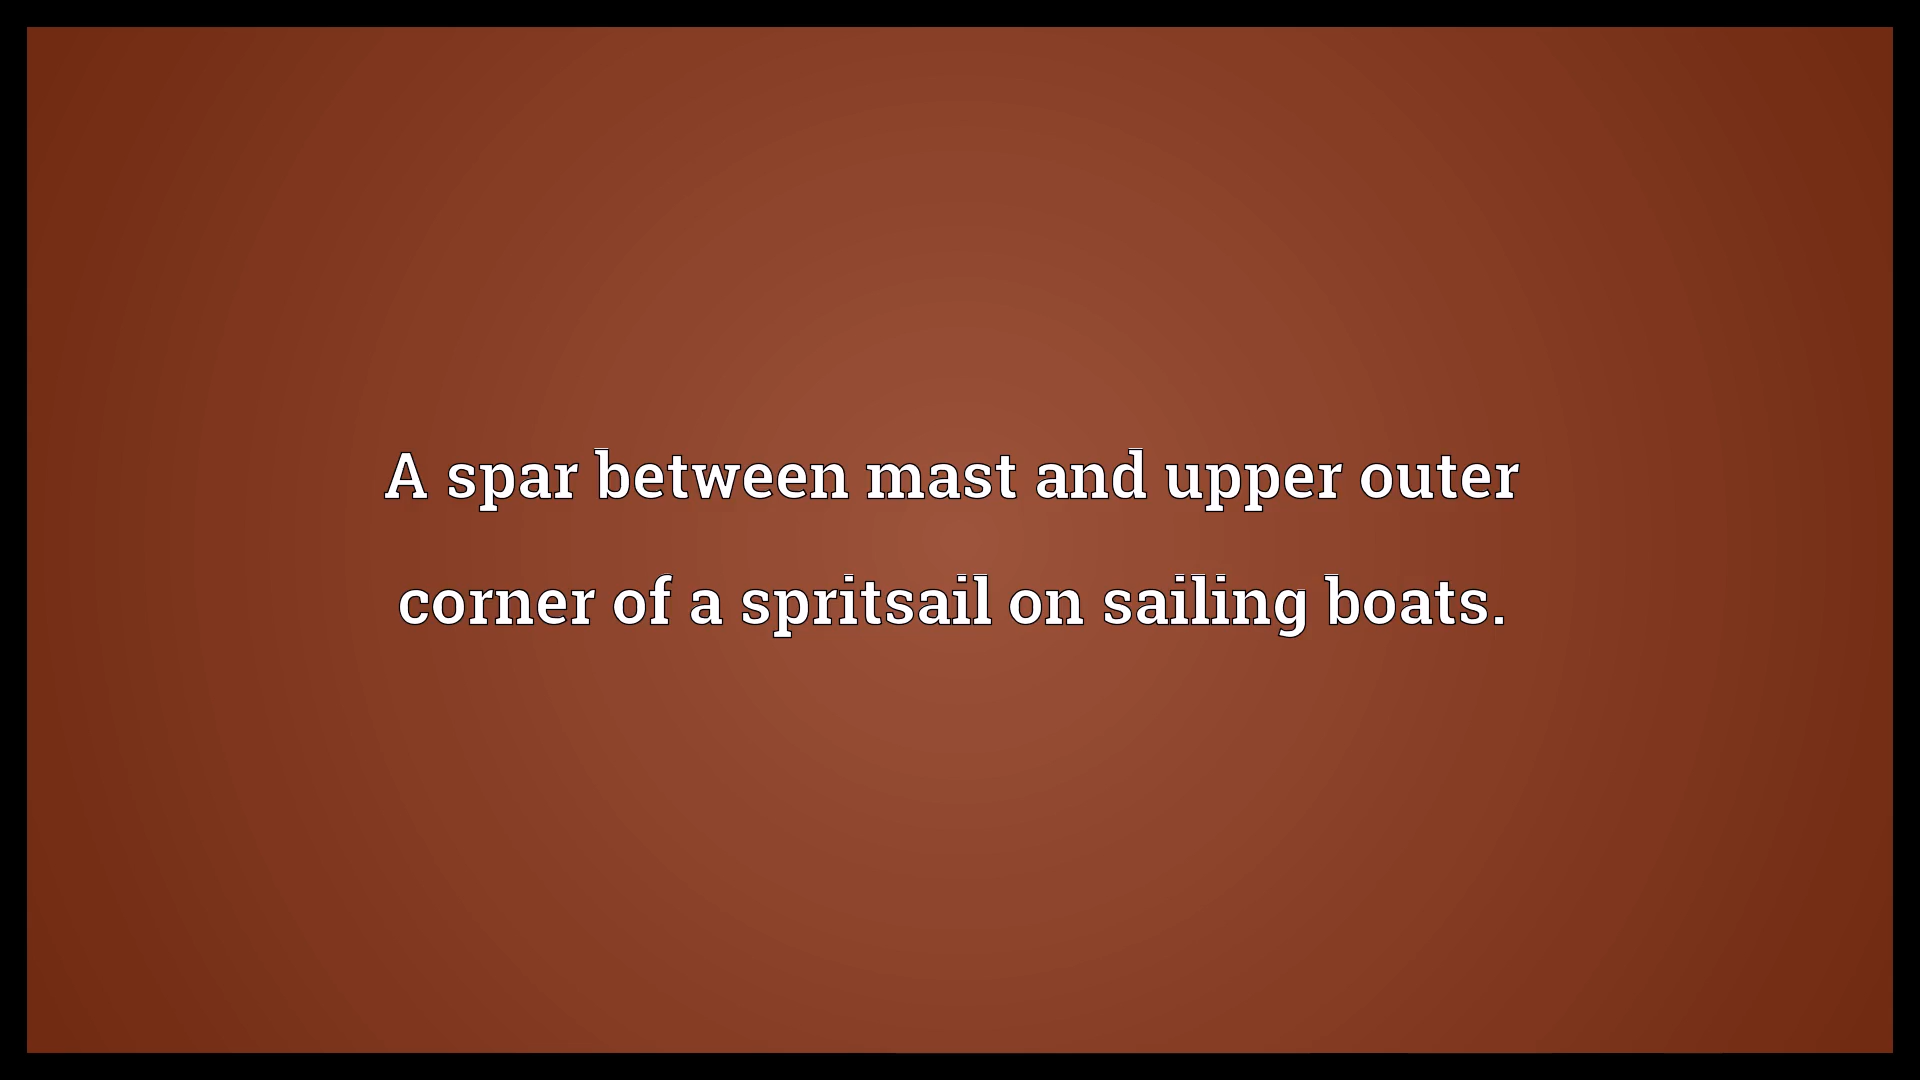 A spar between mast and upper outer
corner of a spritsail on sailing boats.